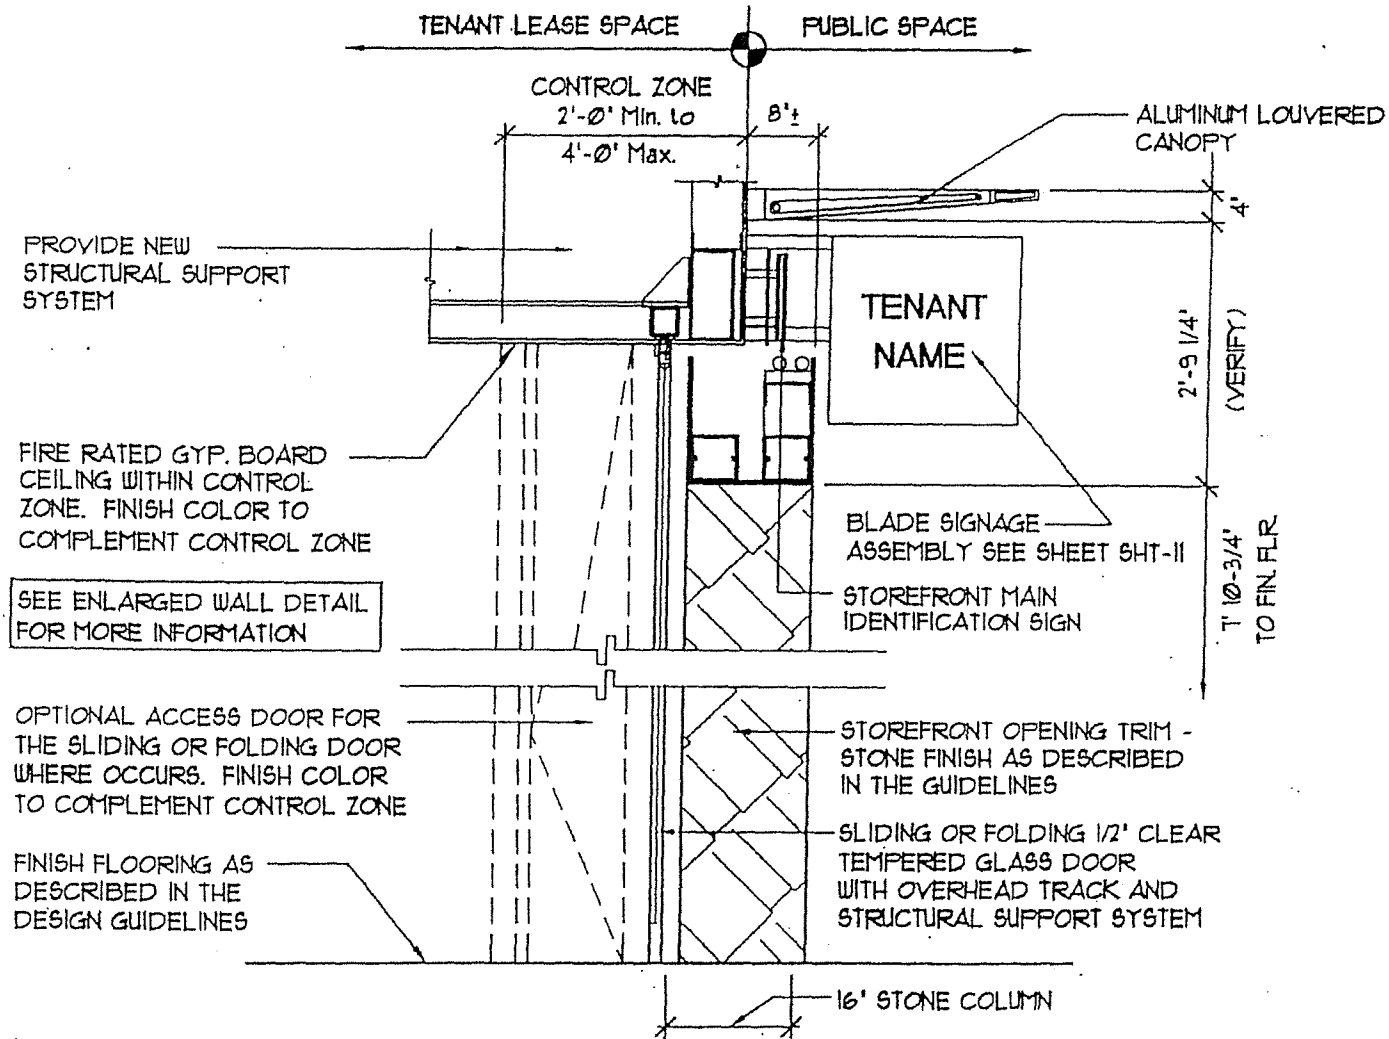 TENANT LEASE SPACE
PUBLIC SPACE
CONTROL ZONE
2'-0' Min. to
4'-0' Max.
8'±
ALUMINUM LOUVERED
CANOPY
4'
PROVIDE NEW
STRUCTURAL SUPPORT
SYSTEM
TENANT
NAME
2'-9 1/4'
(VERIFY)
FIRE RATED GYP. BOARD
CEILING WITHIN CONTROL
ZONE. FINISH COLOR TO
COMPLEMENT CONTROL ZONE
BLADE SIGNAGE
ASSEMBLY SEE SHEET SHT-11
7' 10-3/4'
TO FIN. FLR.
SEE ENLARGED WALL DETAIL
FOR MORE INFORMATION
STOREFRONT MAIN
IDENTIFICATION SIGN
OPTIONAL ACCESS DOOR FOR
THE SLIDING OR FOLDING DOOR
WHERE OCCURS. FINISH COLOR
TO COMPLEMENT CONTROL ZONE
STOREFRONT OPENING TRIM -
STONE FINISH AS DESCRIBED
IN THE GUIDELINES
SLIDING OR FOLDING 1/2' CLEAR
TEMPERED GLASS DOOR
WITH OVERHEAD TRACK AND
STRUCTURAL SUPPORT SYSTEM
FINISH FLOORING AS
DESCRIBED IN THE
DESIGN GUIDELINES
16' STONE COLUMN